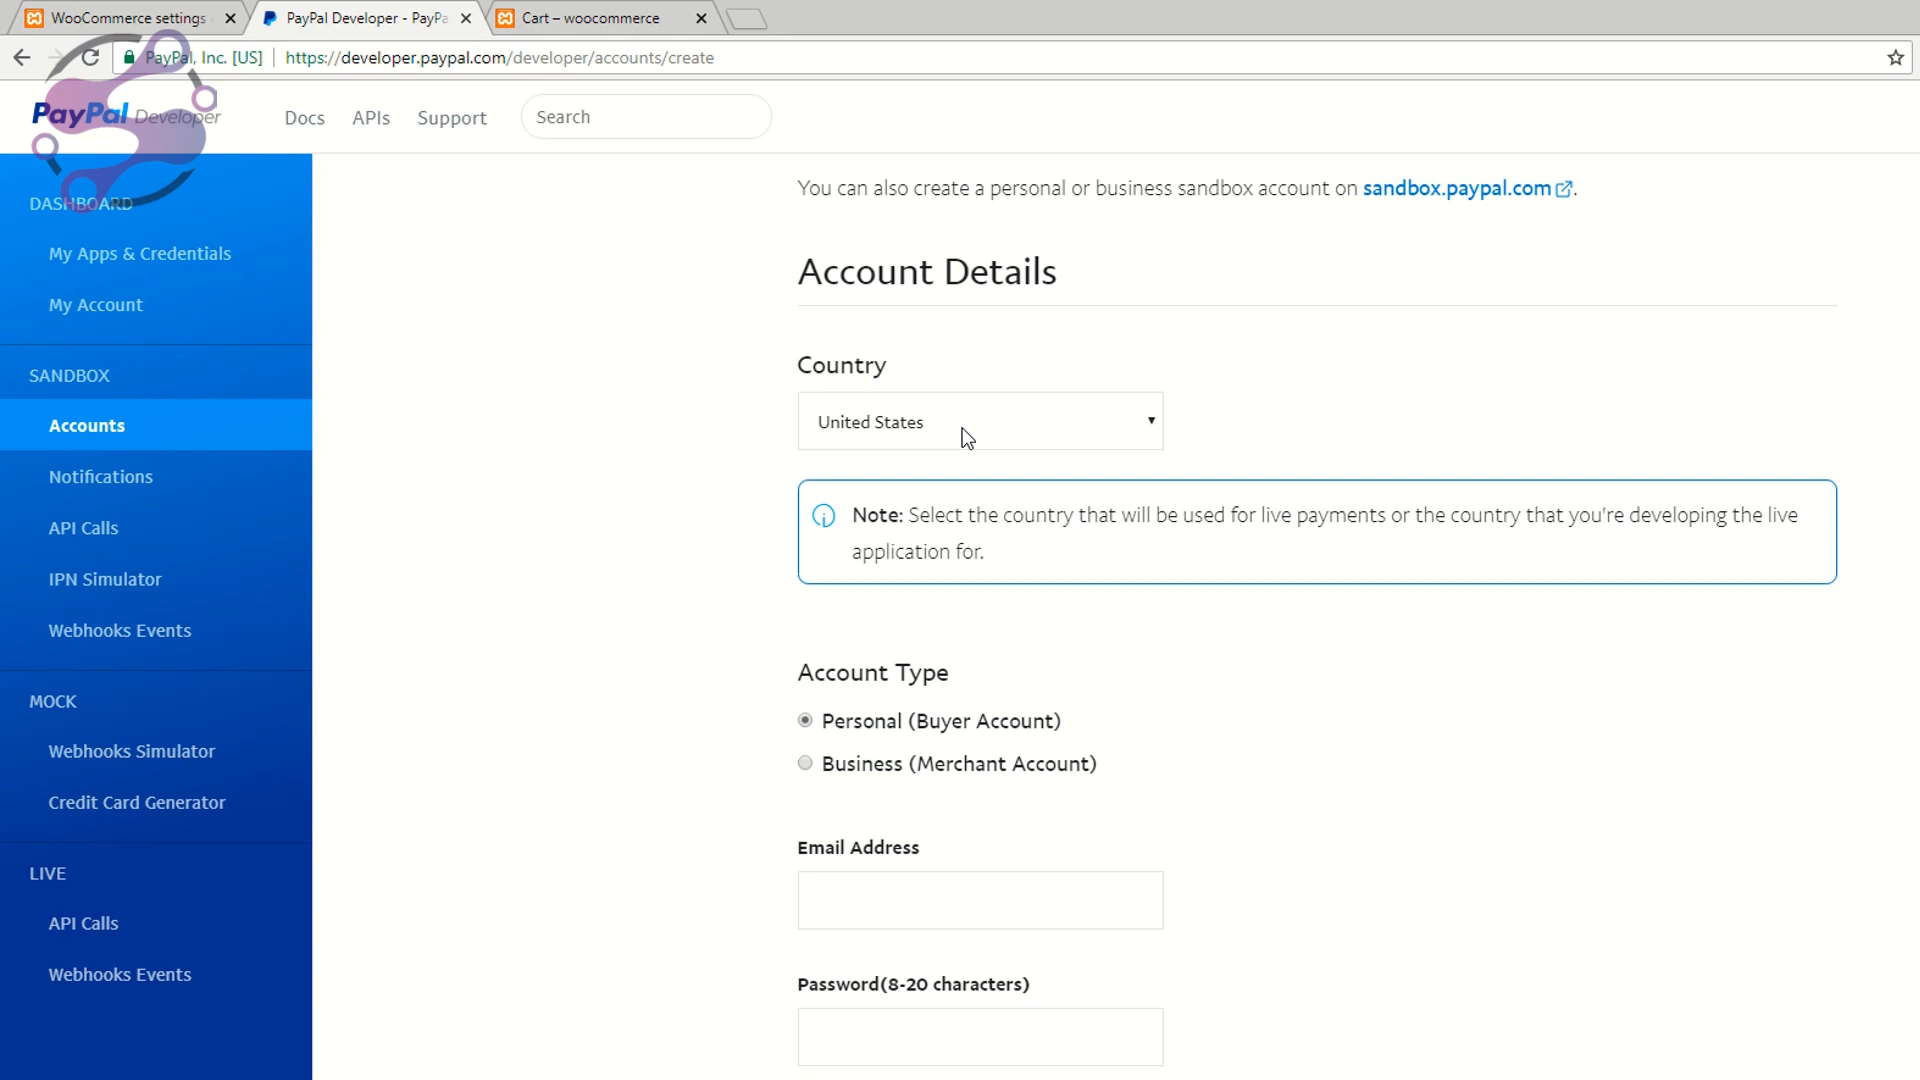 WooCommerce settings
PayPal Developer - PayPa
Cart – woocommerce
PayPal, Inc. [US]
https://developer.paypal.com/developer/accounts/create
PayPal Developer
Docs
APIs
Support
Search
DASHBOARD
My Apps & Credentials
My Account
SANDBOX
Accounts
Notifications
API Calls
IPN Simulator
Webhooks Events
MOCK
Webhooks Simulator
Credit Card Generator
LIVE
API Calls
Webhooks Events
You can also create a personal or business sandbox account on sandbox.paypal.com.
Account Details
Country
United States
Note: Select the country that will be used for live payments or the country that you're developing the live
application for.
Account Type
Personal (Buyer Account)
Business (Merchant Account)
Email Address
Password(8-20 characters)